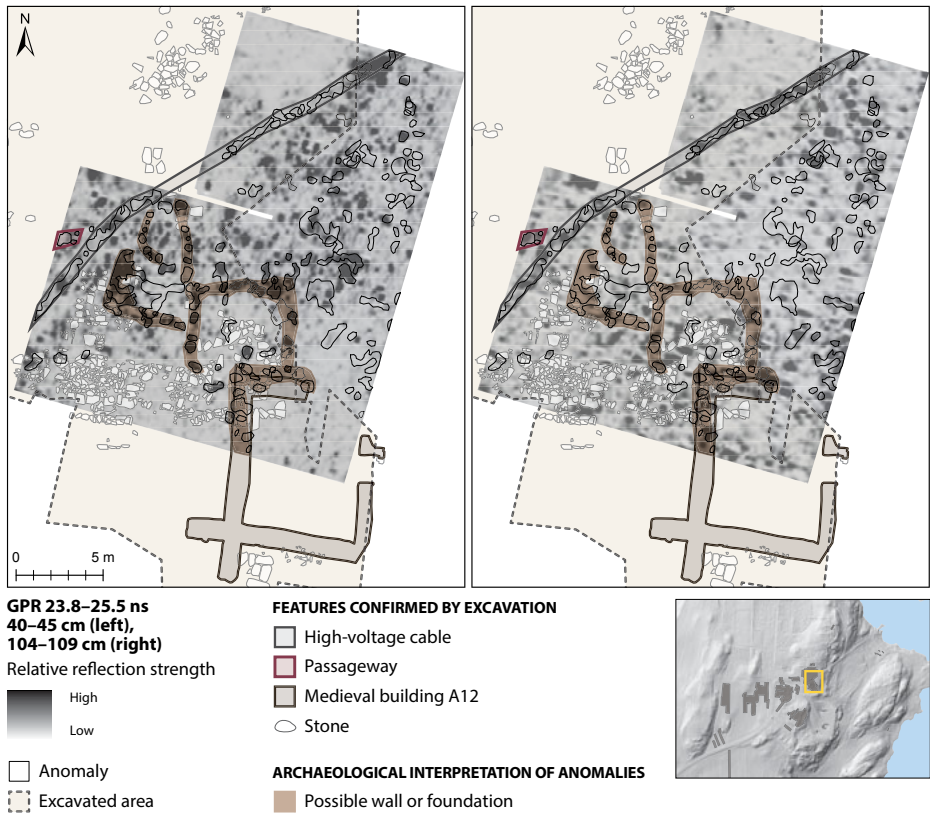 N
0 5 m
GPR 23.8–25.5 ns
40–45 cm (left),
104–109 cm (right)
Relative reflection strength
High
Low
Anomaly
Excavated area
FEATURES CONFIRMED BY EXCAVATION
High-voltage cable
Passageway
Medieval building A12
Stone
ARCHAEOLOGICAL INTERPRETATION OF ANOMALIES
Possible wall or foundation